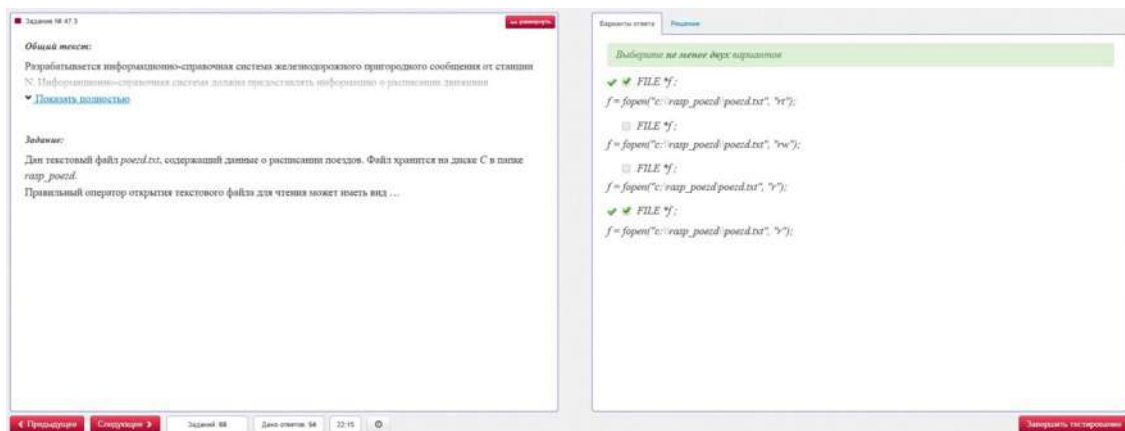 Задание № 47.3
«« развернуть
Общий текст:
Разрабатывается информационно-справочная система железнодорожного пригородного сообщения от станции
N. Информационно-справочная система должна предоставлять информацию о расписании движения
Показать полностью
Задание:
Дан текстовый файл poezd.txt, содержащий данные о расписании поездов. Файл хранится на диске C в папке
rasp_poezd.
Правильный оператор открытия текстового файла для чтения может иметь вид …
Варианты ответа Решение
Выберите не менее двух вариантов
FILE *f ;
f = fopen("c:\\rasp_poezd\\poezd.txt", "rt");
FILE *f ;
f = fopen("c:\\rasp_poezd\\poezd.txt", "rw");
FILE *f ;
f = fopen("c:\rasp_poezd\poezd.txt", "r");
FILE *f ;
f = fopen("c:\\rasp_poezd\\poezd.txt", "r");
Предыдущее Следующее Заданий 68 Дано ответов 54 22:15 Завершить тестирование